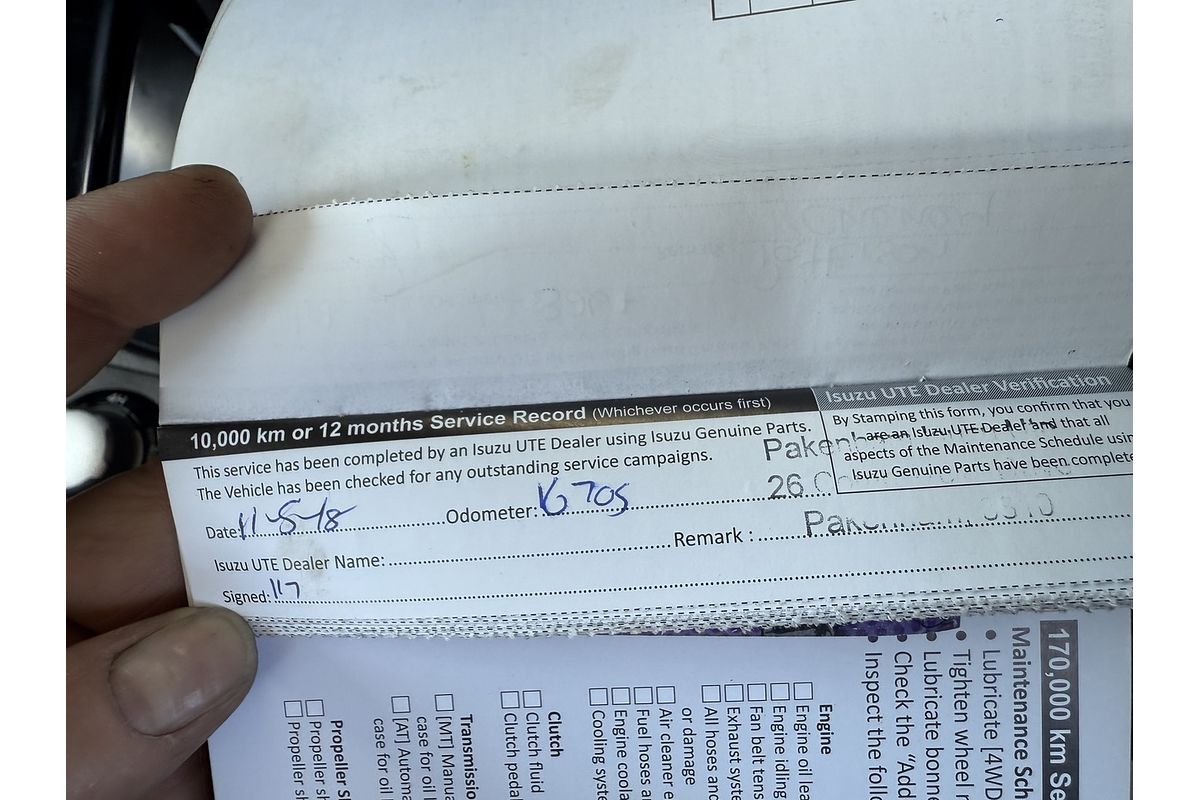 10,000 km or 12 months Service Record (Whichever occurs first)
This service has been completed by an Isuzu UTE Dealer using Isuzu Genuine Parts.
The Vehicle has been checked for any outstanding service campaigns.
Date: 11-5-18 Odometer: 16705
Isuzu UTE Dealer Name: Remark :
Signed: 117
Isuzu UTE Dealer Verification
By Stamping this form, you confirm that you
are an Isuzu UTE Dealer and that all
aspects of the Maintenance Schedule usin
Isuzu Genuine Parts have been complete
26
170,000 km Se
Maintenance Sch
• Lubricate [4WD
• Tighten wheel n
• Lubricate bonne
• Check the "Add
• Inspect the follo
Engine
Engine oil lea
Engine idling
Fan belt tens
Exhaust syste
All hoses and
or damage
Air cleaner e
Fuel hoses a
Engine coola
Cooling syste
Clutch
Clutch fluid
Clutch pedal
Transmissio
[MT] Manua
case for oil l
[AT] Automa
case for oil l
Propeller Sh
Propeller sh
Propeller sh